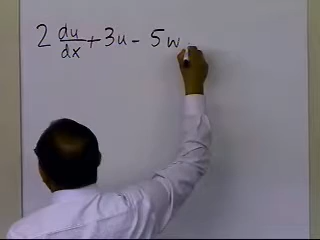 2 du/dx + 3u - 5w